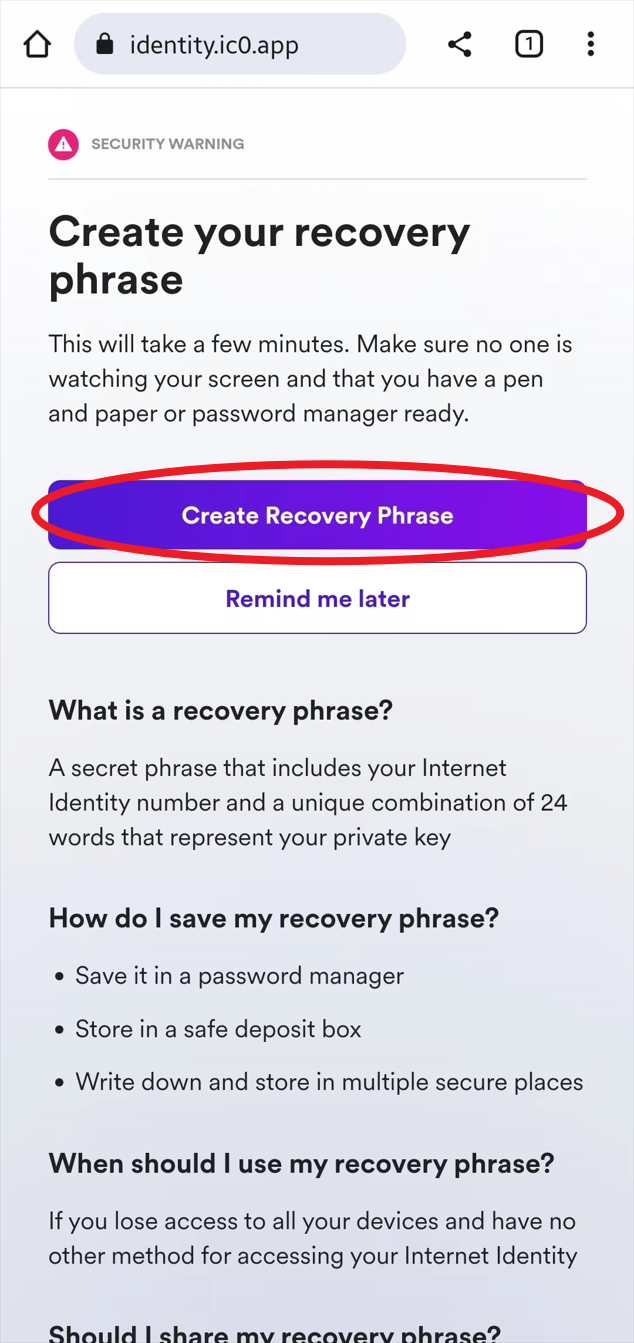 identity.ic0.app
1
SECURITY WARNING
Create your recovery
phrase
This will take a few minutes. Make sure no one is
watching your screen and that you have a pen
and paper or password manager ready.
Create Recovery Phrase
Remind me later
What is a recovery phrase?
A secret phrase that includes your Internet
Identity number and a unique combination of 24
words that represent your private key
How do I save my recovery phrase?
• Save it in a password manager
• Store in a safe deposit box
• Write down and store in multiple secure places
When should I use my recovery phrase?
If you lose access to all your devices and have no
other method for accessing your Internet Identity
Should I share my recovery phrase?